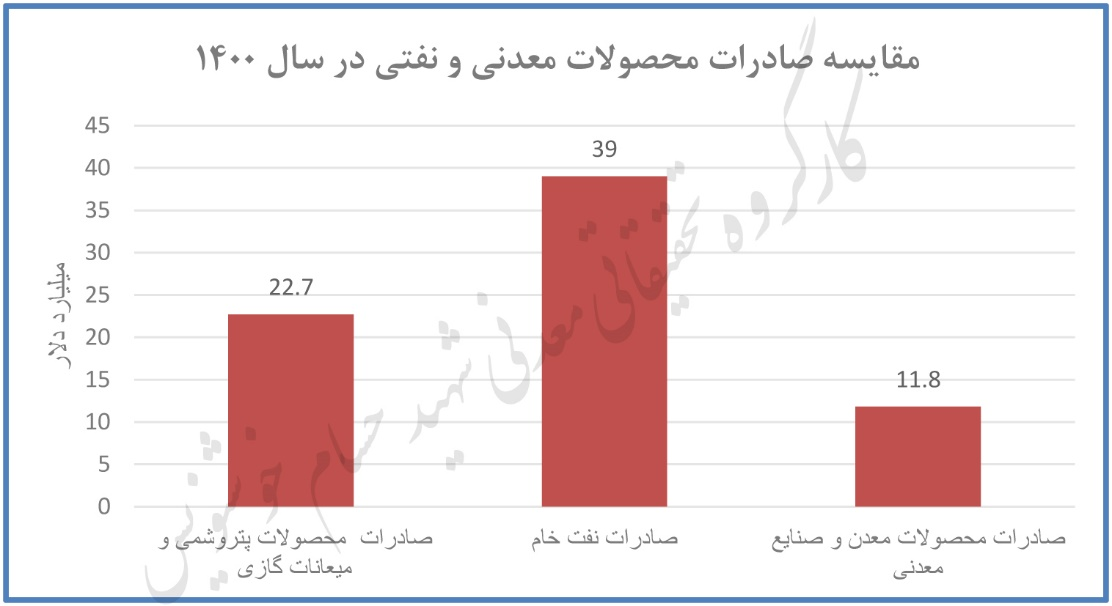 مقایسه صادرات محصولات معدنی و نفتی در سال ۱۴۰۰
میلیارد دلار
45
40
35
30
25
20
15
10
5
0
22.7
39
11.8
صادرات محصولات پتروشمی و
میعانات گازی
صادرات نفت خام
صادرات محصولات معدن و صنایع
معدنی
کارگروه تحقیقاتی معدنی شهید حسام خوشنویس